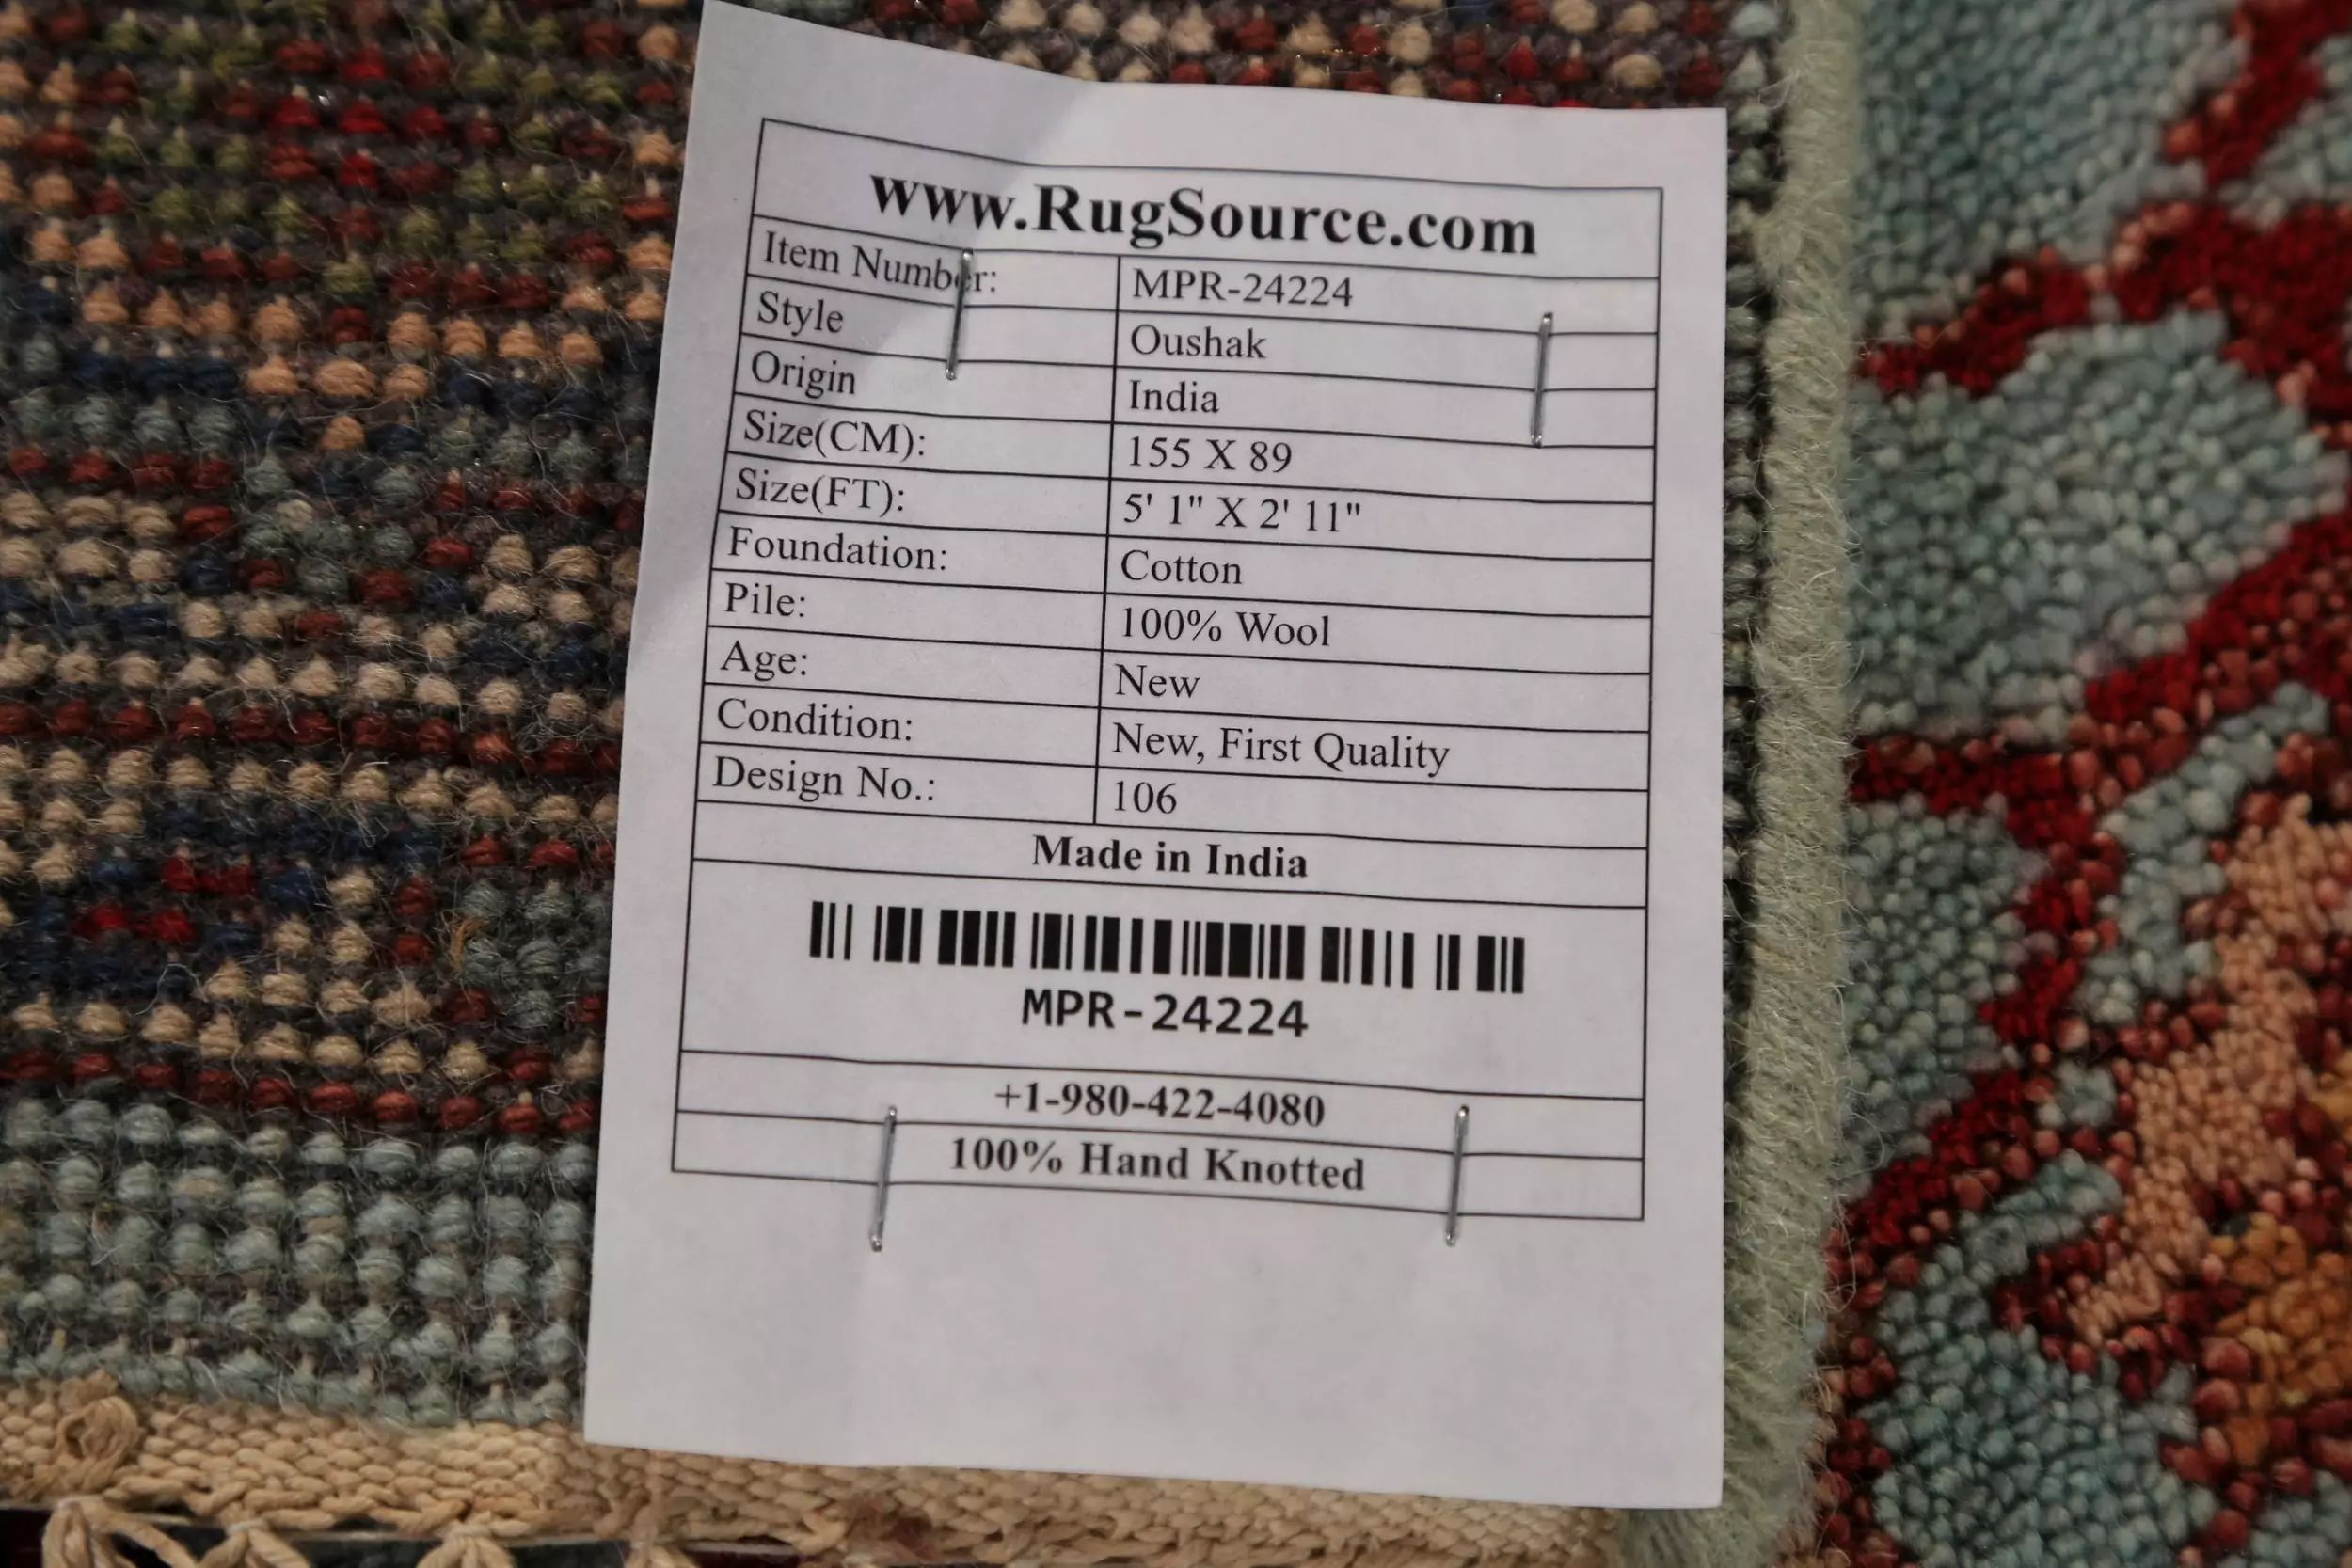 www.RugSource.com
Item Number: MPR-24224
Style Oushak
Origin India
Size(CM): 155 X 89
Size(FT): 5' 1" X 2' 11"
Foundation: Cotton
Pile: 100% Wool
Age: New
Condition: New, First Quality
Design No.: 106
Made in India
MPR-24224
+1-980-422-4080
100% Hand Knotted